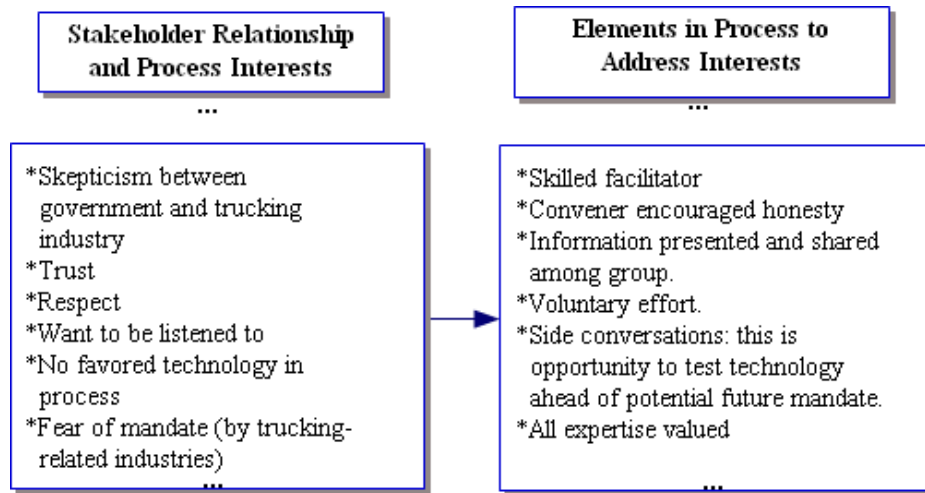 Stakeholder Relationship
and Process Interests
...
*Skepticism between
government and trucking
industry
*Trust
*Respect
*Want to be listened to
*No favored technology in
process
*Fear of mandate (by trucking-
related industries)
...
Elements in Process to
Address Interests
...
*Skilled facilitator
*Convener encouraged honesty
*Information presented and shared
among group.
*Voluntary effort.
*Side conversations: this is
opportunity to test technology
ahead of potential future mandate.
*All expertise valued
...